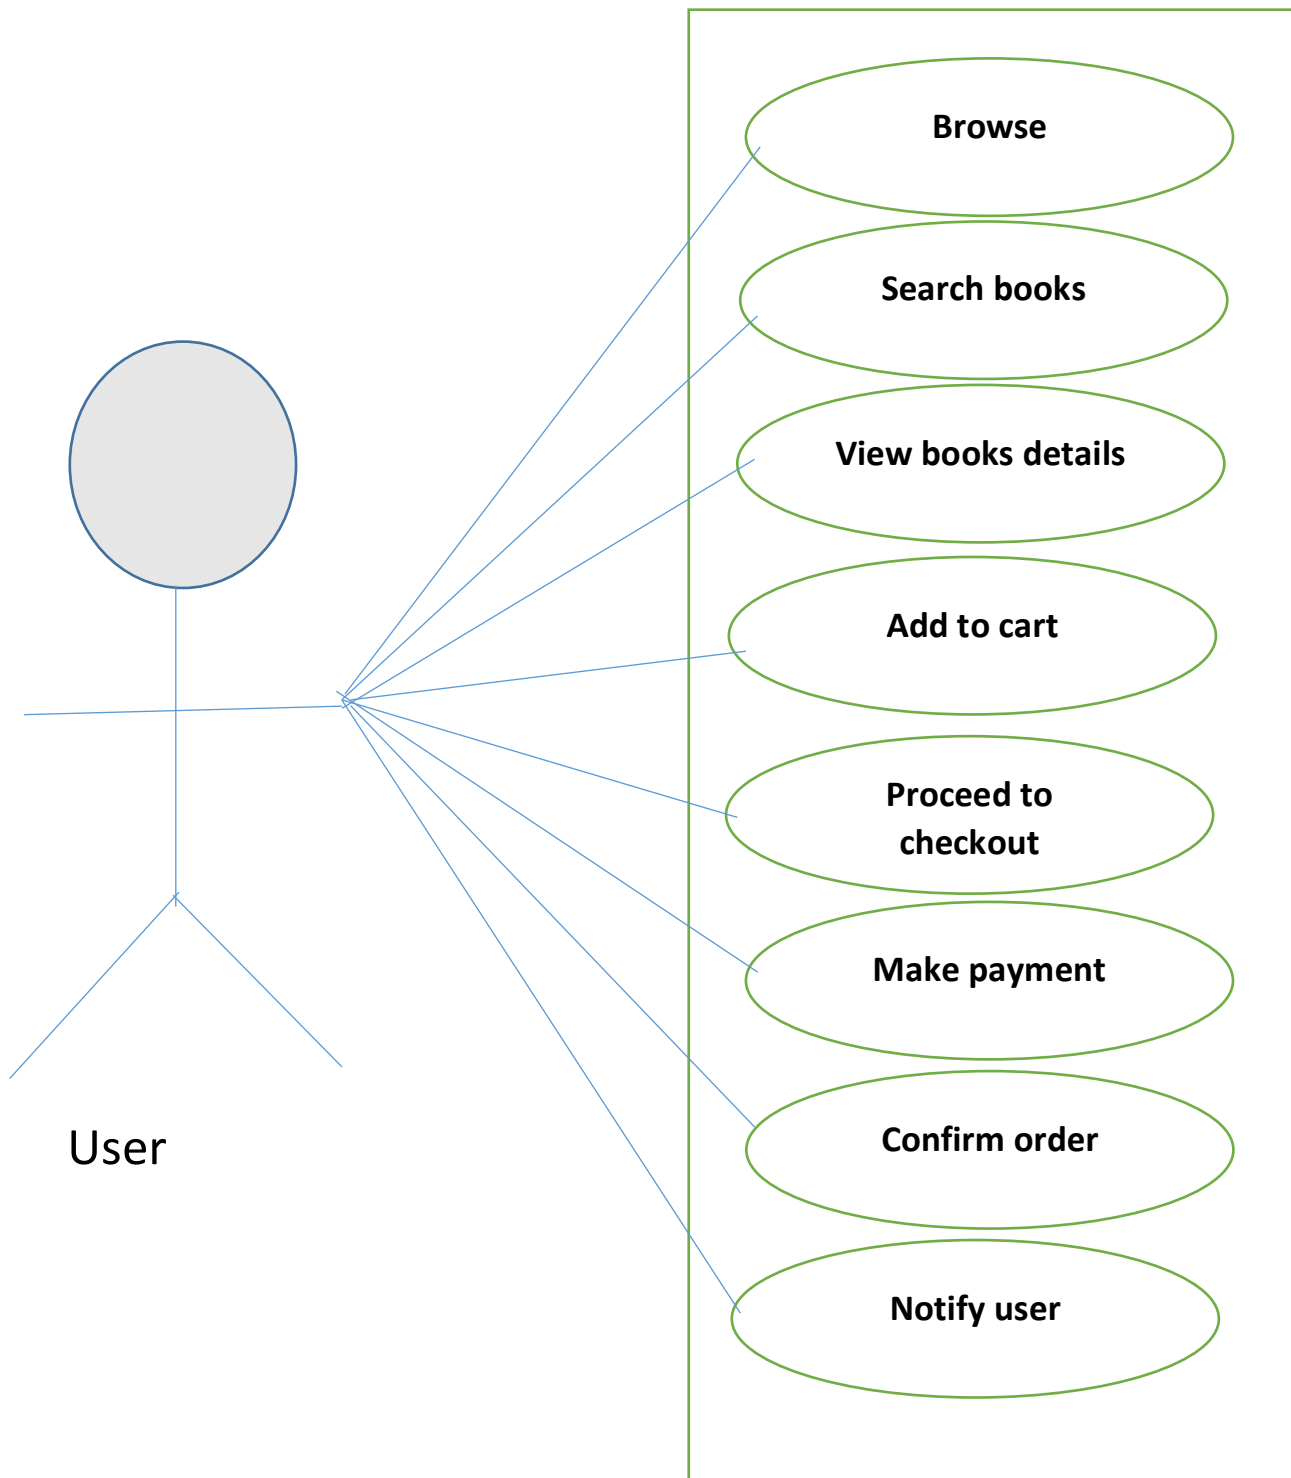 Browse
Search books
View books details
Add to cart
Proceed to
checkout
Make payment
User
Confirm order
Notify user